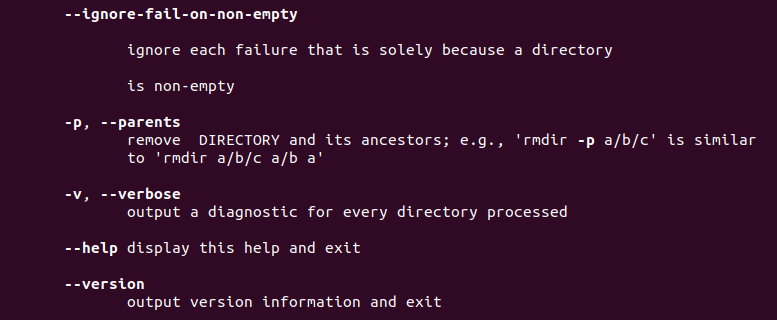 --ignore-fail-on-non-empty
ignore each failure that is solely because a directory
is non-empty
-p, --parents
remove  DIRECTORY and its ancestors; e.g., 'rmdir -p a/b/c' is similar
to 'rmdir a/b/c a/b a'
-v, --verbose
output a diagnostic for every directory processed
--help display this help and exit
--version
output version information and exit